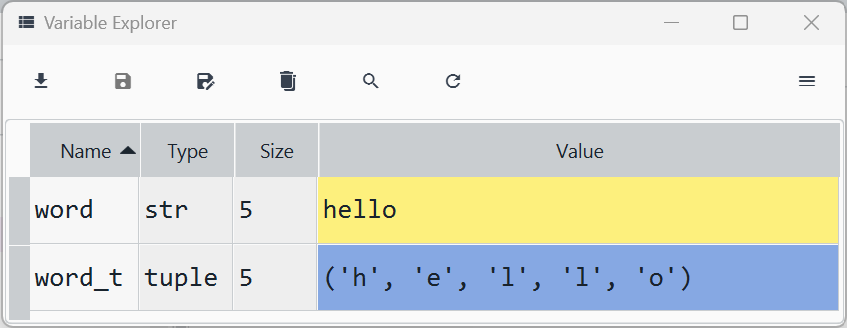 Variable Explorer
Name Type Size Value
word str 5 hello
word_t tuple 5 ('h', 'e', 'l', 'l', 'o')